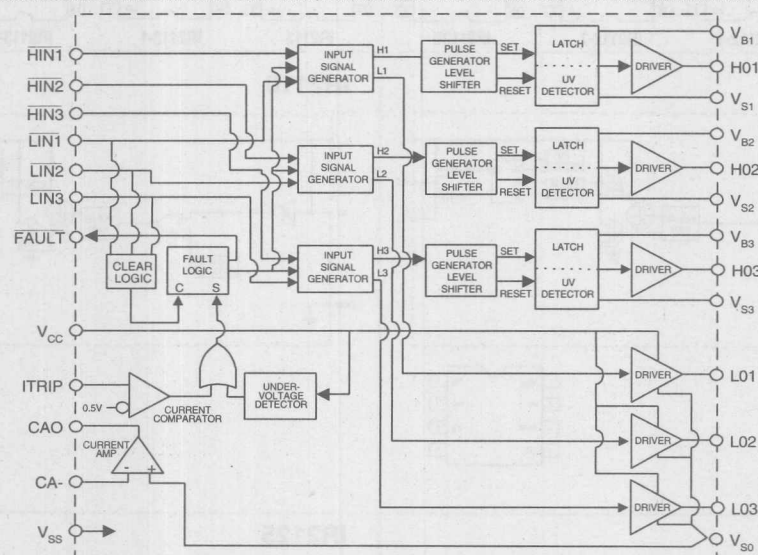 HIN1
HIN2
HIN3
LIN1
LIN2
LIN3
FAULT
VCC
ITRIP
0.5V
CAO
CA-
VSS
CLEAR
LOGIC
FAULT
LOGIC
C
S
CURRENT
COMPARATOR
CURRENT
AMP
-
+
UNDER-
VOLTAGE
DETECTOR
INPUT
SIGNAL
GENERATOR
H1
L1
PULSE
GENERATOR
LEVEL
SHIFTER
SET
RESET
LATCH
UV
DETECTOR
DRIVER
VB1
H01
VS1
INPUT
SIGNAL
GENERATOR
H2
L2
PULSE
GENERATOR
LEVEL
SHIFTER
SET
RESET
LATCH
UV
DETECTOR
DRIVER
VB2
H02
VS2
INPUT
SIGNAL
GENERATOR
H3
L3
PULSE
GENERATOR
LEVEL
SHIFTER
SET
RESET
LATCH
UV
DETECTOR
DRIVER
VB3
H03
VS3
DRIVER
L01
DRIVER
L02
DRIVER
L03
VS0